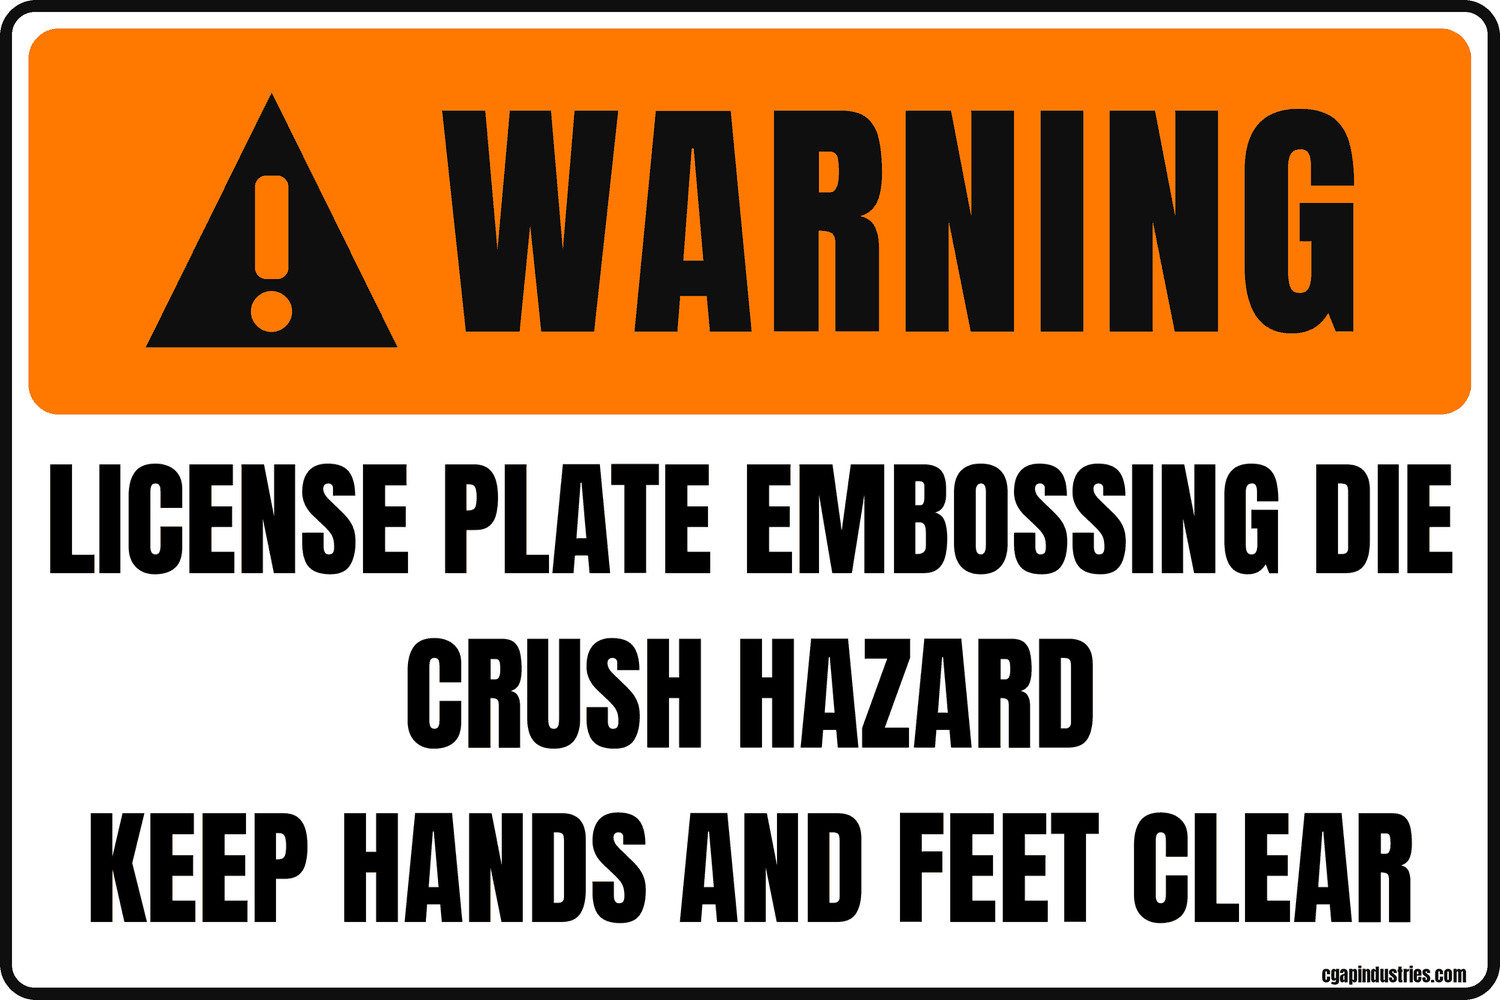 WARNING
LICENSE PLATE EMBOSSING DIE
CRUSH HAZARD
KEEP HANDS AND FEET CLEAR
cgapindustries.com